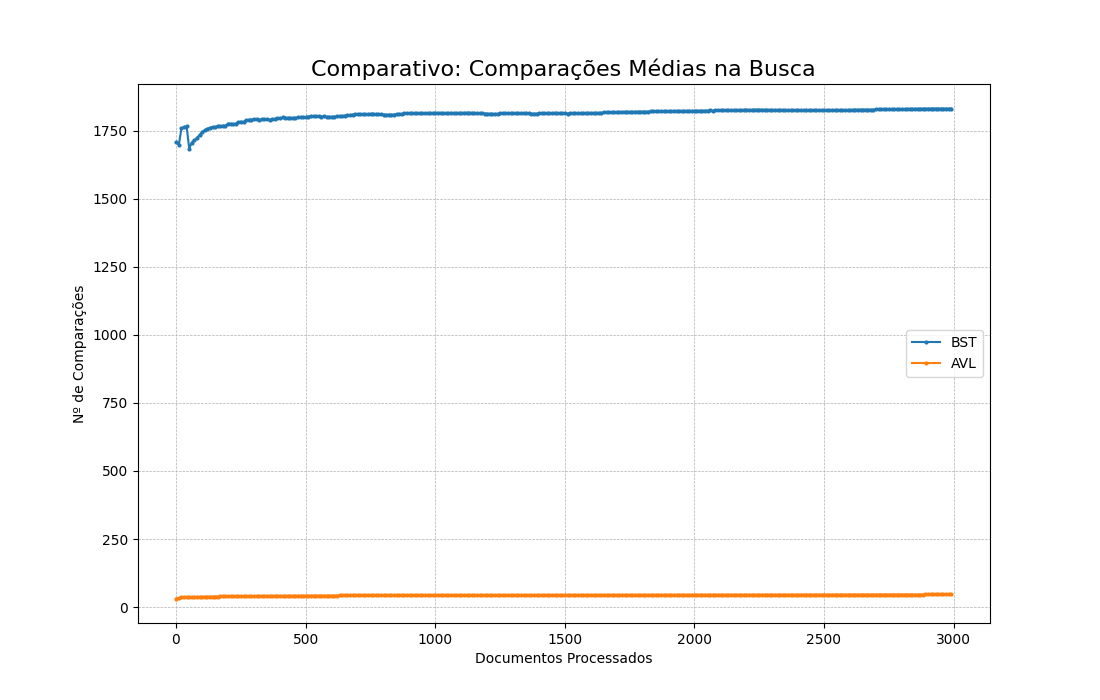 Comparativo: Comparações Médias na Busca
Nº de Comparações
1750
1500
1250
1000
750
500
250
0
BST
AVL
0 500 1000 1500 2000 2500 3000
Documentos Processados